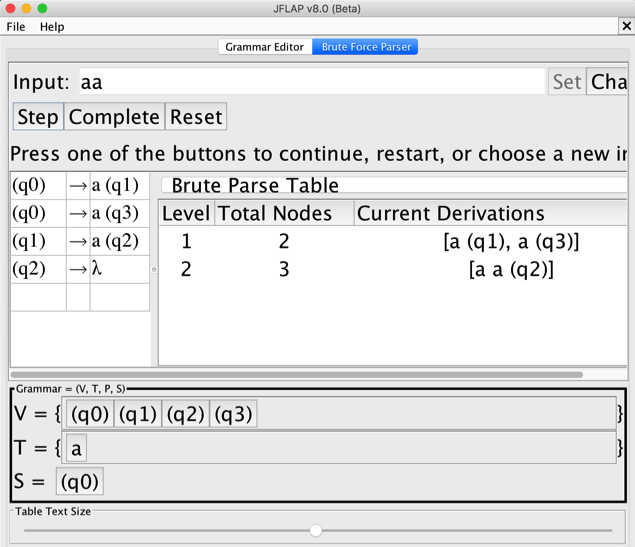 JFLAP v8.0 (Beta)
File Help
Grammar Editor Brute Force Parser
Input: aa Set Cha
Step Complete Reset
Press one of the buttons to continue, restart, or choose a new in
(q0) → a (q1)
(q0) → a (q3)
(q1) → a (q2)
(q2) → λ
Brute Parse Table
Level Total Nodes Current Derivations
1 2 [a (q1), a (q3)]
2 3 [a a (q2)]
Grammar = (V, T, P, S)
V = { (q0) (q1) (q2) (q3) }
T = { a }
S = (q0)
Table Text Size